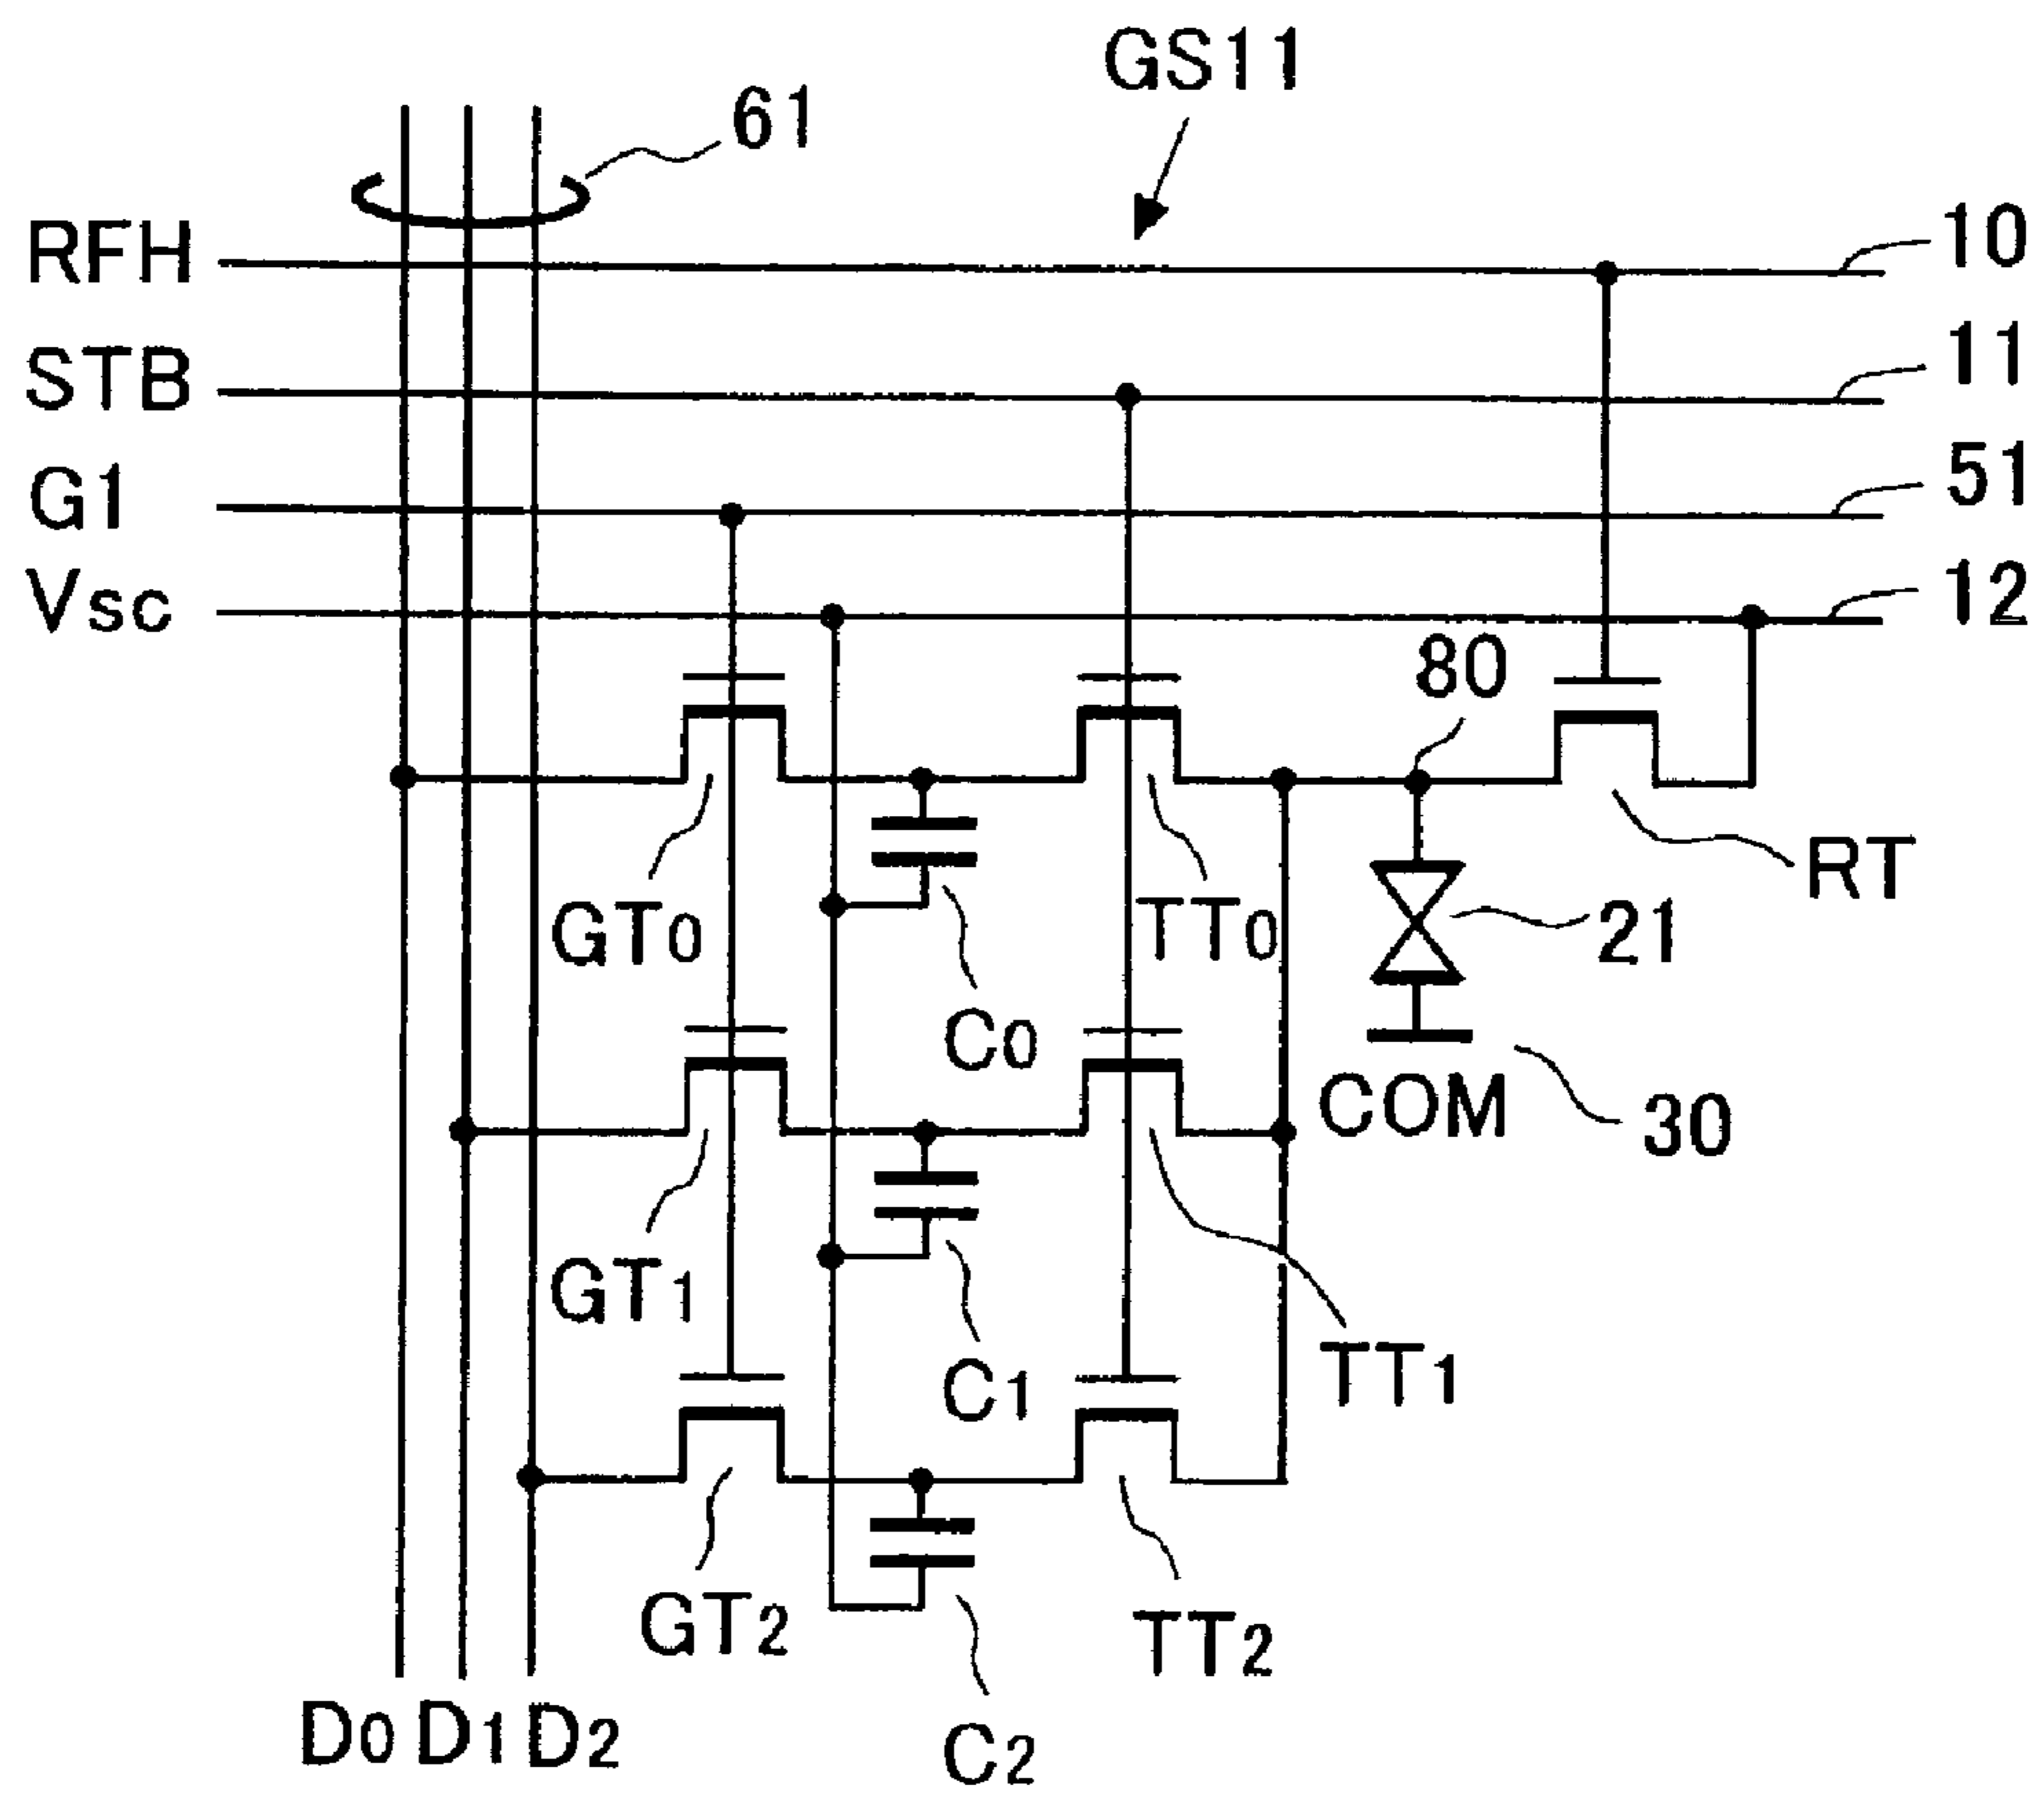 GS11
61
RFH
10
STB
11
G1
51
Vsc
12
80
RT
GT0
TT0
21
C0
COM
30
GT1
C1
TT1
GT2
TT2
D0 D1 D2
C2